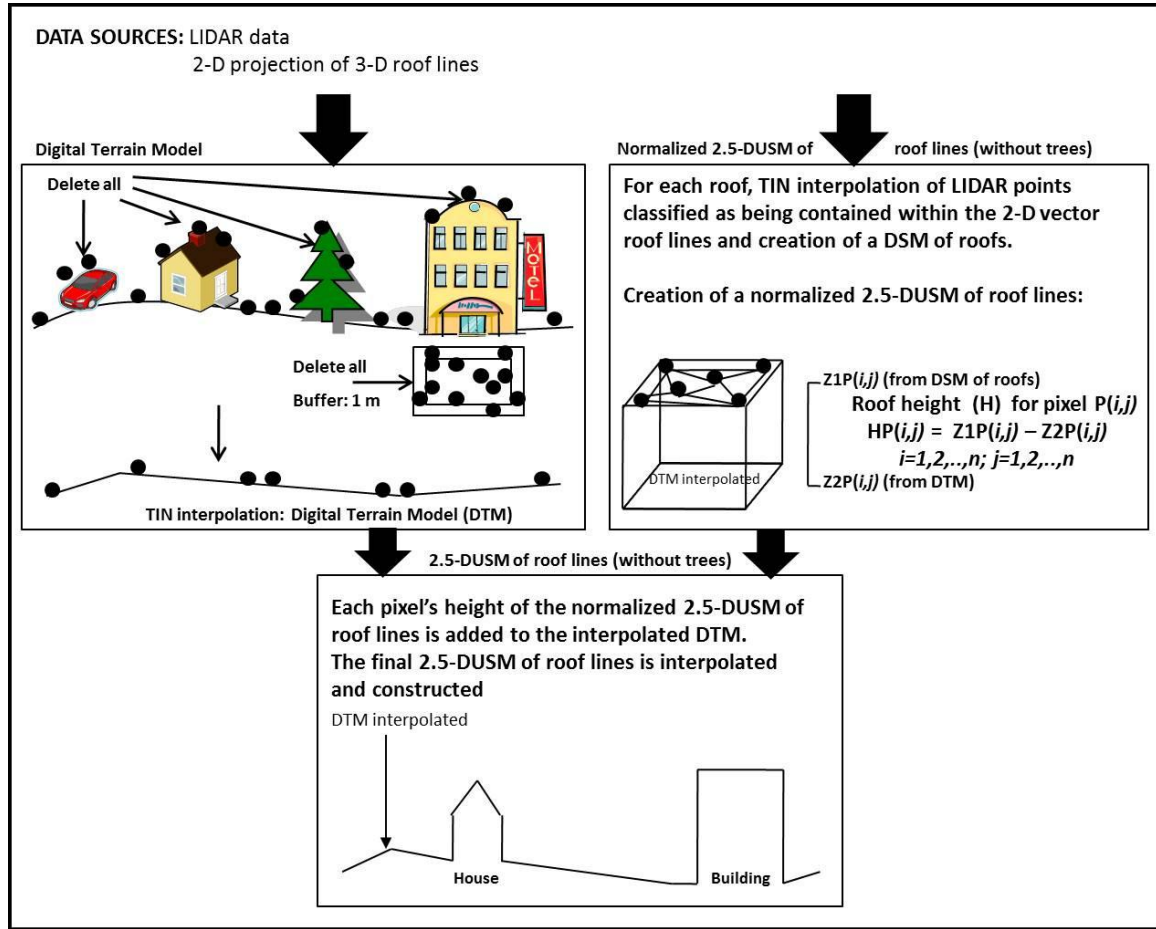 DATA SOURCES: LIDAR data
2-D projection of 3-D roof lines
Digital Terrain Model
Delete all
MOTEL
Delete all
Buffer: 1 m
TIN interpolation: Digital Terrain Model (DTM)
Normalized 2.5-DUSM of roof lines (without trees)
For each roof, TIN interpolation of LIDAR points
classified as being contained within the 2-D vector
roof lines and creation of a DSM of roofs.
Creation of a normalized 2.5-DUSM of roof lines:
Z1P(i,j) (from DSM of roofs)
Roof height (H) for pixel P(i,j)
HP(i,j) = Z1P(i,j) – Z2P(i,j)
i=1,2,..,n; j=1,2,..,n
DTM interpolated
Z2P(i,j) (from DTM)
2.5-DUSM of roof lines (without trees)
Each pixel’s height of the normalized 2.5-DUSM of
roof lines is added to the interpolated DTM.
The final 2.5-DUSM of roof lines is interpolated
and constructed
DTM interpolated
House
Building